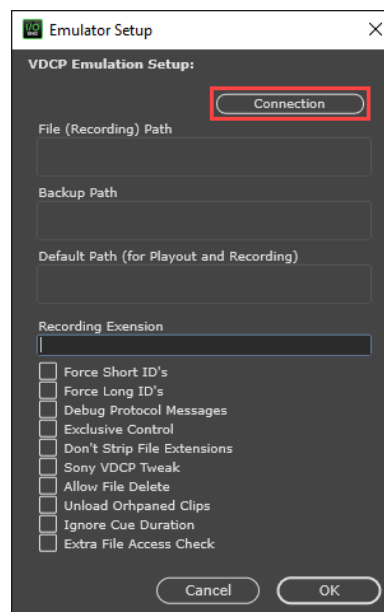 Emulator Setup
VDCP Emulation Setup:
Connection
File (Recording) Path
Backup Path
Default Path (for Playout and Recording)
Recording Exension
Force Short ID's
Force Long ID's
Debug Protocol Messages
Exclusive Control
Don't Strip File Extensions
Sony VDCP Tweak
Allow File Delete
Unload Orhpaned Clips
Ignore Cue Duration
Extra File Access Check
Cancel OK